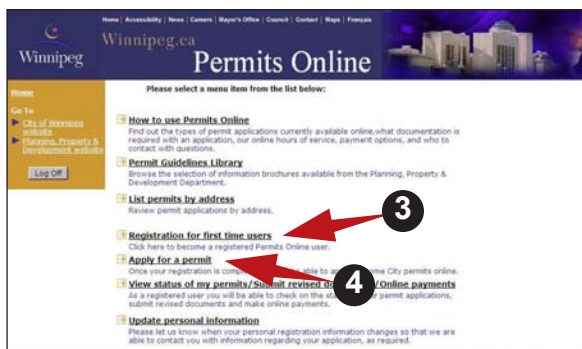 Home | Accessibility | News | Careers | Mayor's Office | Council | Contact | Maps | Français
Winnipeg
Winnipeg.ca
Permits Online
Home
Go To
City of Winnipeg
website
Planning, Property &
Development website
Log Off
Please select a menu item from the list below:
How to use Permits Online
Find out the types of permit applications currently available online,what documentation is
required with an application, our online hours of service, payment options, and who to
contact with questions.
Permit Guidelines Library
Browse the selection of information brochures available from the Planning, Property &
Development Department.
List permits by address
Review permit applications by address.
3
Registration for first time users
Click here to become a registered Permits Online user.
Apply for a permit
4
Once your registration is be able to some City permits online.
View status of my permits/Submit revised /Online payments
As a registered user you will be able to check on the permit applications,
submit revised documents and make online payments.
Update personal information
Please let us know when your personal registration information changes so that we are
able to contact you with information regarding your application, as required.